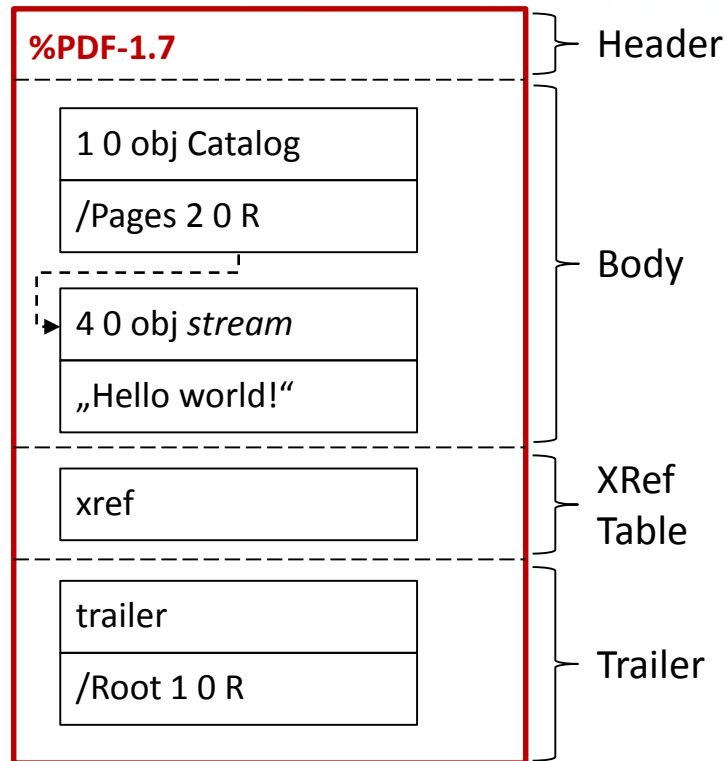 %PDF-1.7
Header
1 0 obj Catalog
/Pages 2 0 R
Body
4 0 obj stream
„Hello world!“
xref
XRef
Table
trailer
/Root 1 0 R
Trailer